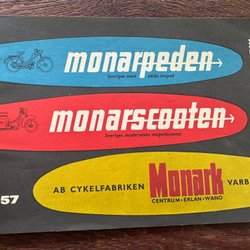 monarpeden
Sveriges mest sålda moped
monarscooten
Sveriges modernaste mopedscooter
57
AB CYKELFABRIKEN Monark VARB
CENTRUM-ERLAN-WANO